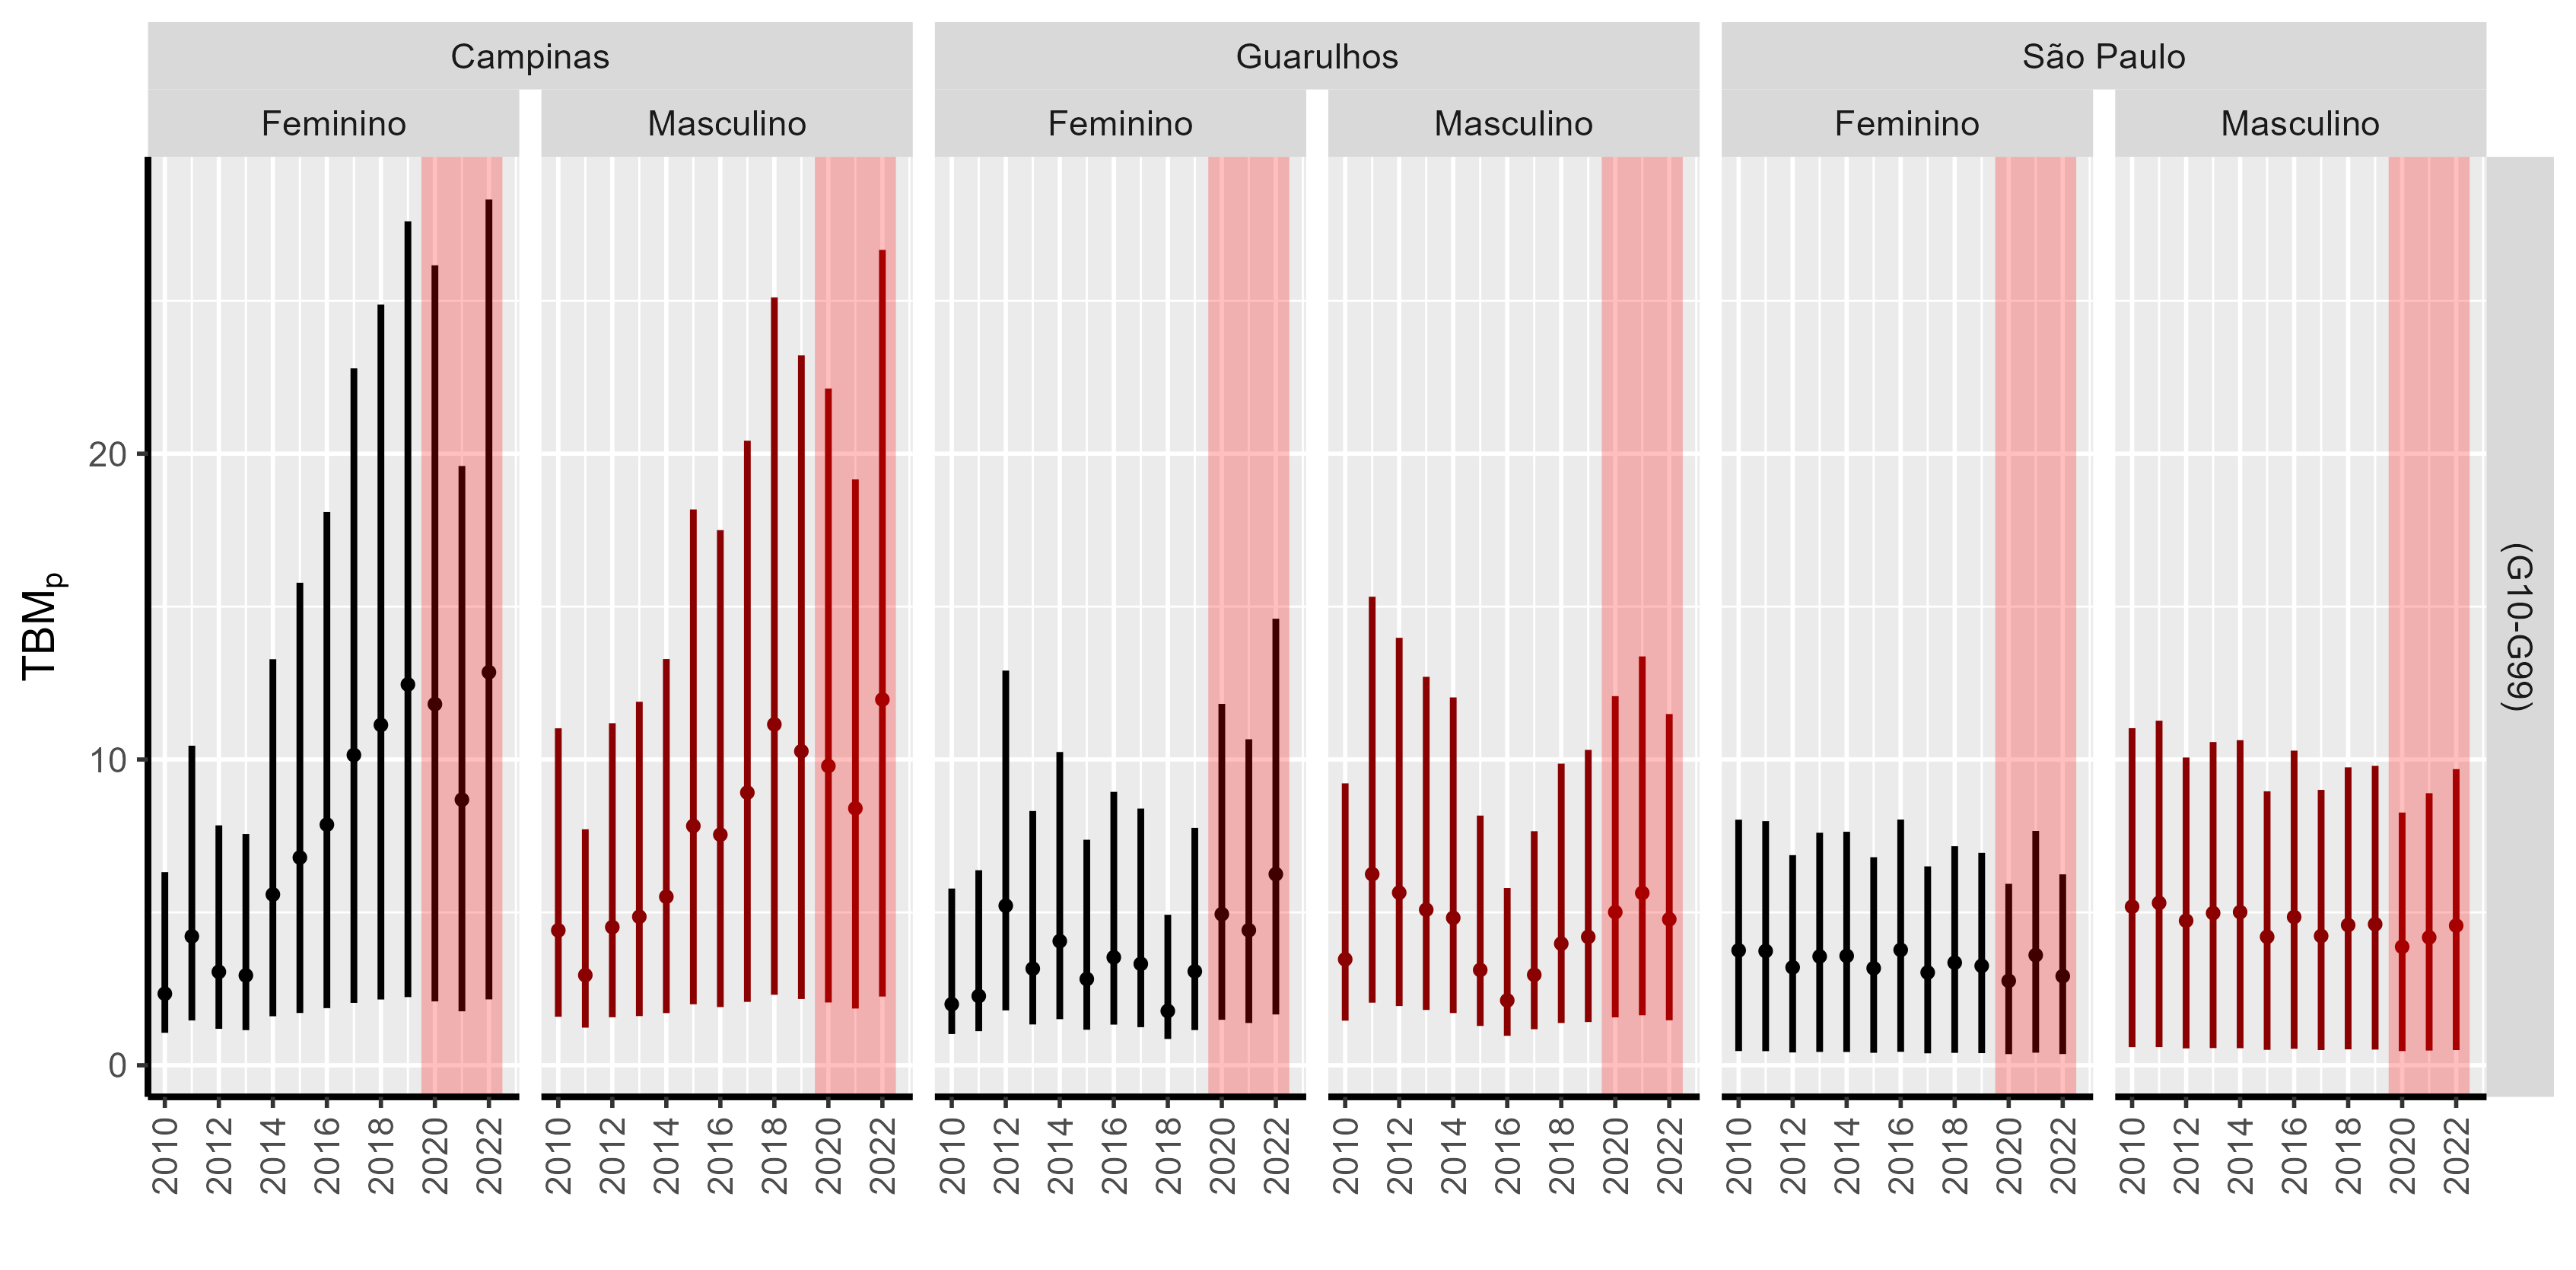 Campinas Guarulhos São Paulo
Feminino Masculino Feminino Masculino Feminino Masculino
TBMp
20
10
0
(G10-G99)
2010 2012 2014 2016 2018 2020 2022 2010 2012 2014 2016 2018 2020 2022 2010 2012 2014 2016 2018 2020 2022 2010 2012 2014 2016 2018 2020 2022 2010 2012 2014 2016 2018 2020 2022 2010 2012 2014 2016 2018 2020 2022